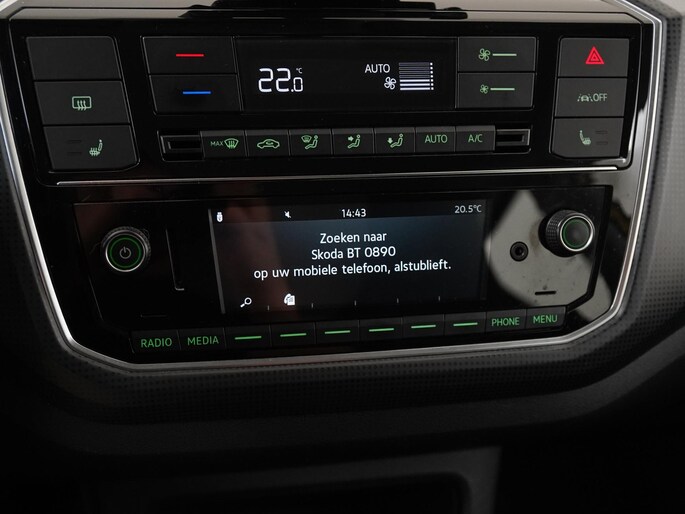 22.0 °C
AUTO
OFF
MAX
AUTO
A/C
14:43
20.5°C
Zoeken naar
Skoda BT 0890
op uw mobiele telefoon, alstublieft.
RADIO
MEDIA
PHONE
MENU